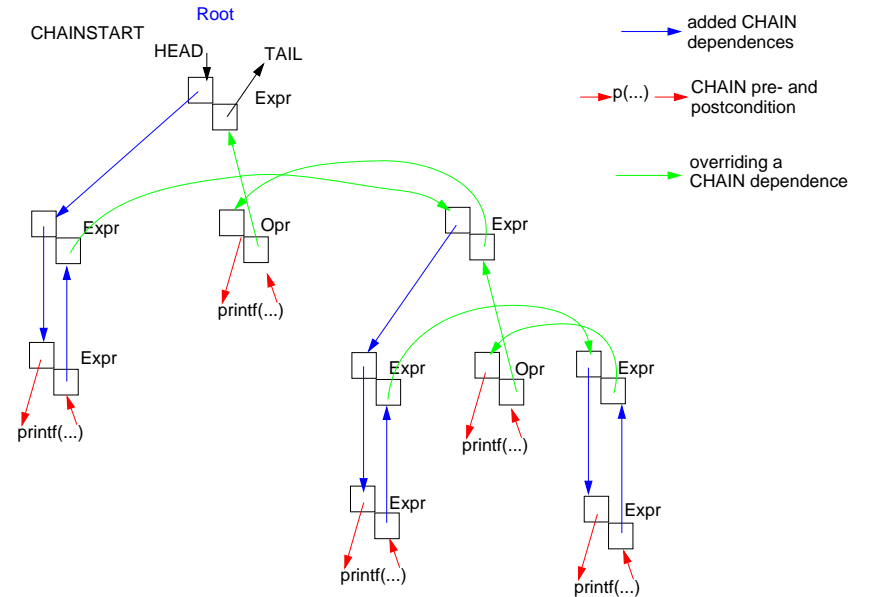 Root
CHAINSTART
HEAD
TAIL
Expr
added CHAIN
dependences
p(...)
CHAIN pre- and
postcondition
overriding a
CHAIN dependence
Expr
Opr
Expr
printf(...)
Expr
printf(...)
Expr
Opr
Expr
printf(...)
Expr
printf(...)
Expr
printf(...)